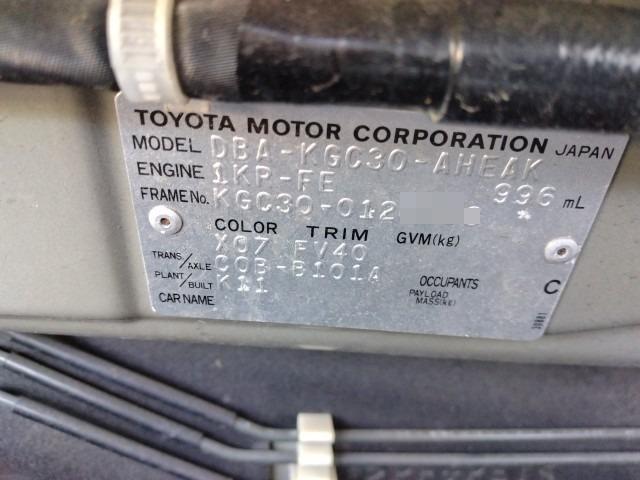 TOYOTA MOTOR CORPORATION JAPAN
MODEL DBA-KGC30-AHEAK
ENGINE 1KR-FE 996 mL
FRAME No. KGC30-012 *
COLOR TRIM GVM(kg)
X07 FV40
TRANS/AXLE C0B-B101A OCCUPANTS C
PLANT/BUILT K11 PAYLOAD MASS(kg)
CAR NAME